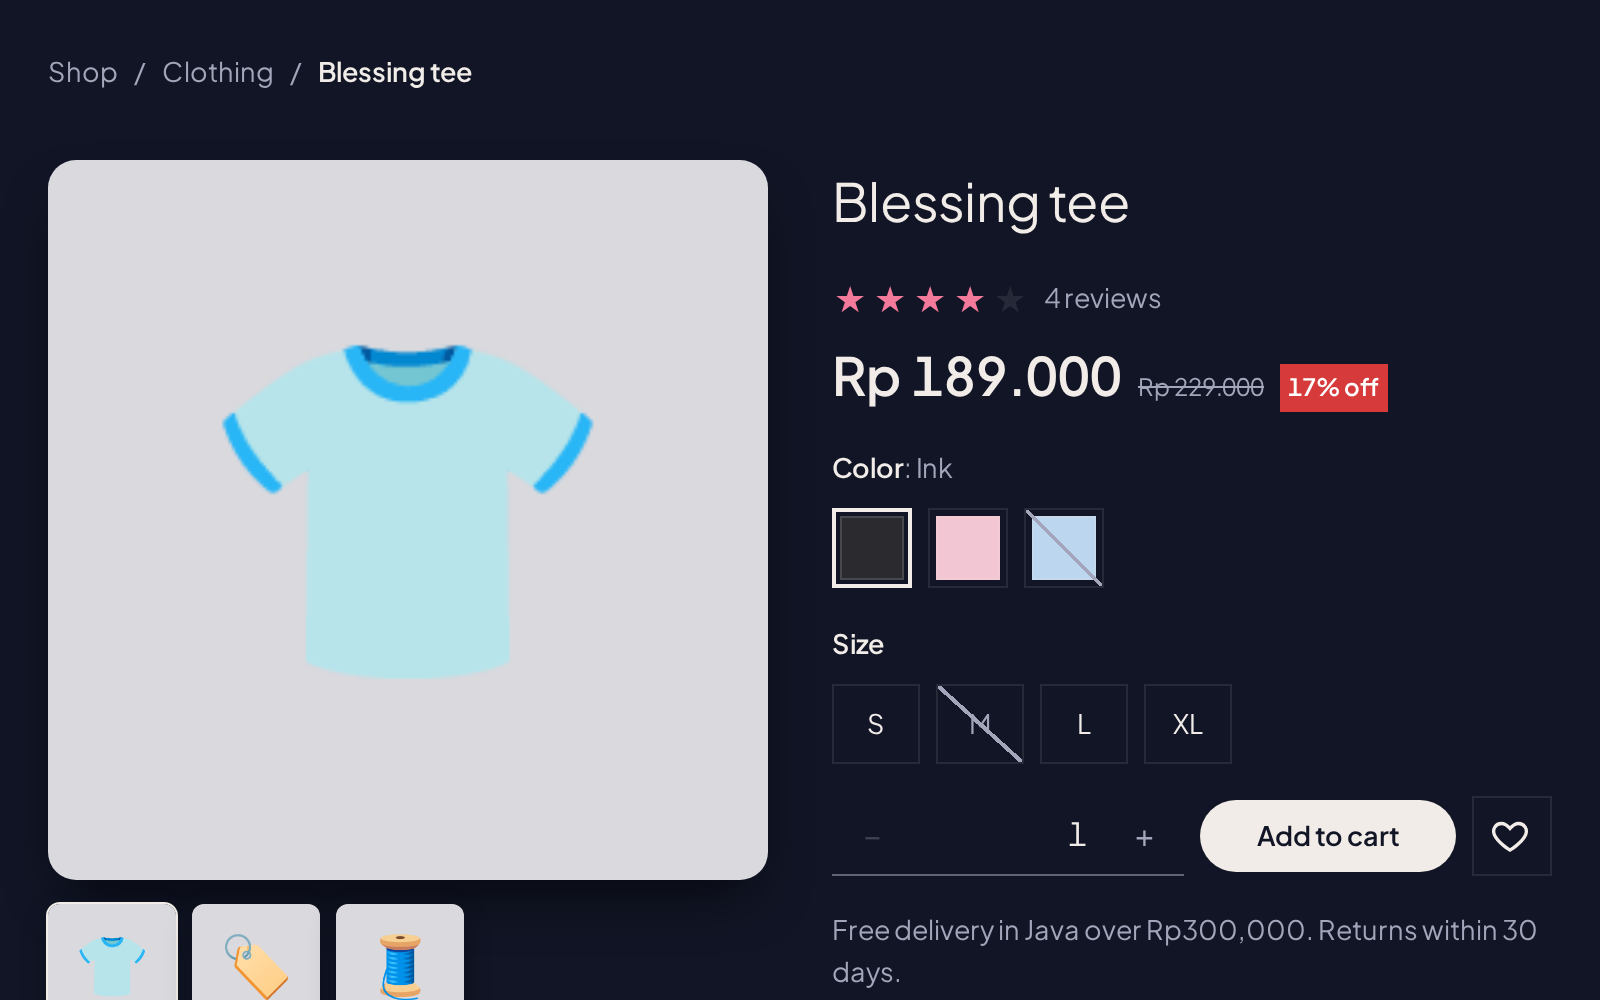 Shop / Clothing / Blessing tee
Blessing tee
4 reviews
Rp 189.000 Rp 229.000 17% off
Color: Ink
Size
S M L XL
− 1 + Add to cart
Free delivery in Java over Rp300,000. Returns within 30
days.